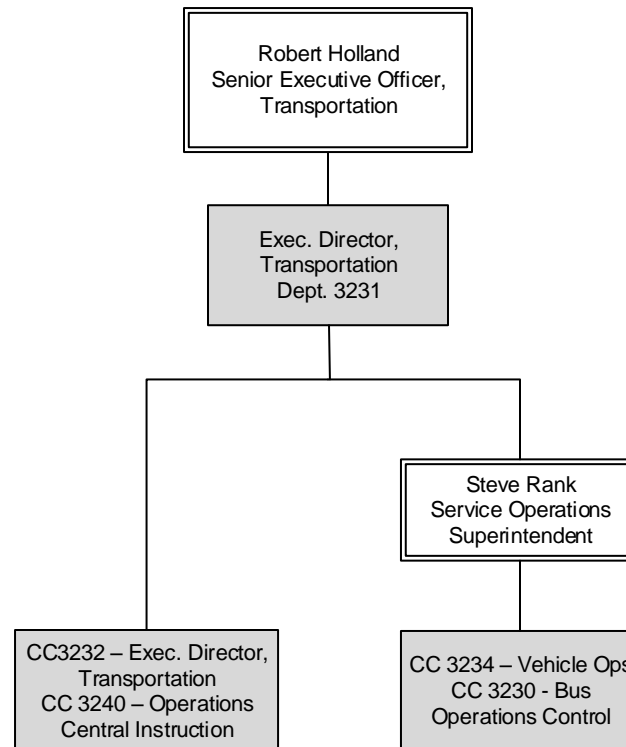 Robert Holland
Senior Executive Officer,
Transportation
Exec. Director,
Transportation
Dept. 3231
Steve Rank
Service Operations
Superintendent
CC3232 – Exec. Director,
Transportation
CC 3240 – Operations
Central Instruction
CC 3234 – Vehicle Ops
CC 3230 - Bus
Operations Control